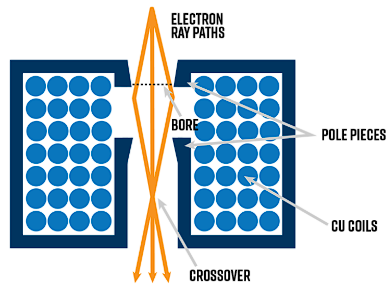 ELECTRON
RAY PATHS
BORE
POLE PIECES
CU COILS
CROSSOVER